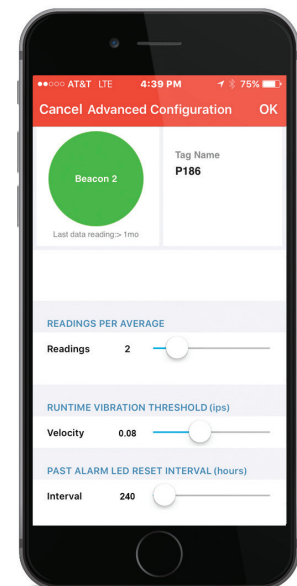 AT&T LTE 4:39 PM 75%
Cancel Advanced Configuration OK
Beacon 2
Last data reading:> 1mo
Tag Name
P186
READINGS PER AVERAGE
Readings 2
RUNTIME VIBRATION THRESHOLD (ips)
Velocity 0.08
PAST ALARM LED RESET INTERVAL (hours)
Interval 240